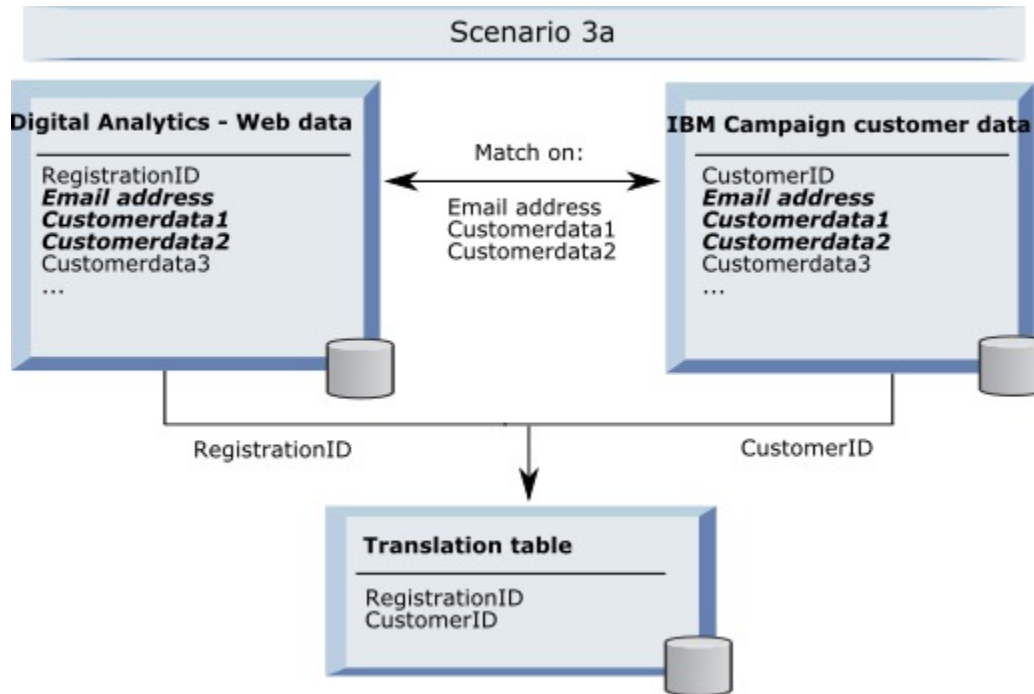 Scenario 3a
Digital Analytics - Web data
RegistrationID
Email address
Customerdata1
Customerdata2
Customerdata3
...
Match on:
Email address
Customerdata1
Customerdata2
IBM Campaign customer data
CustomerID
Email address
Customerdata1
Customerdata2
Customerdata3
...
RegistrationID
CustomerID
Translation table
RegistrationID
CustomerID